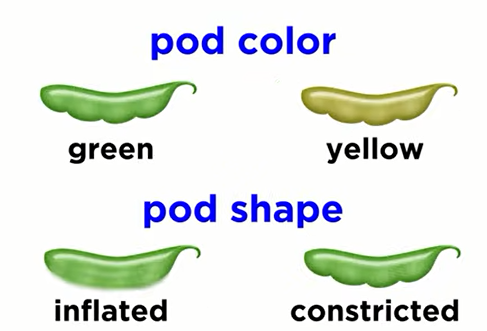 pod color
green yellow
pod shape
inflated constricted